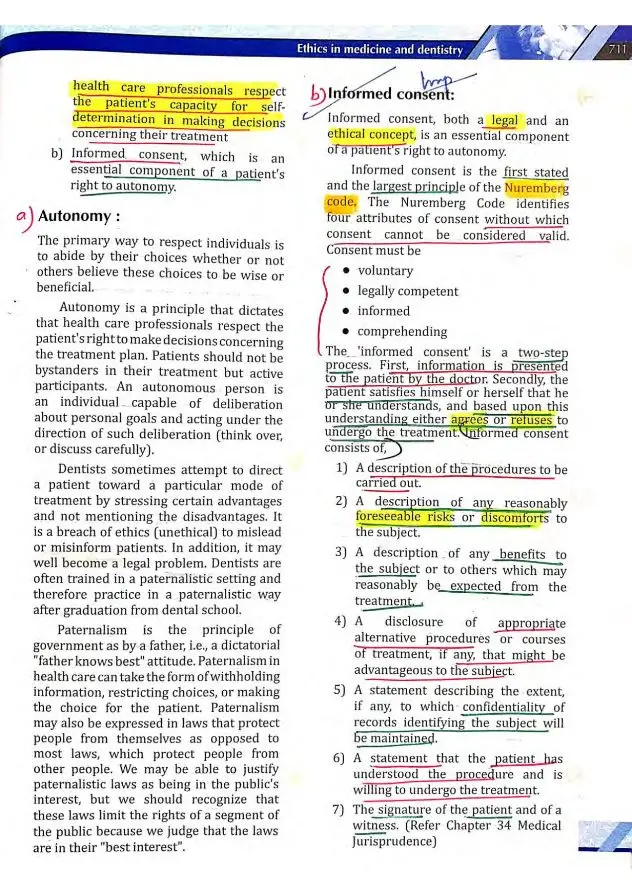 Ethics in medicine and dentistry
711
health care professionals respect
the patient's capacity for self-
determination in making decisions
concerning their treatment
b) Informed consent, which is an
essential component of a patient's
right to autonomy.
a) Autonomy :
The primary way to respect individuals is
to abide by their choices whether or not
others believe these choices to be wise or
beneficial.
Autonomy is a principle that dictates
that health care professionals respect the
patient's right to make decisions concerning
the treatment plan. Patients should not be
bystanders in their treatment but active
participants. An autonomous person is
an individual capable of deliberation
about personal goals and acting under the
direction of such deliberation (think over,
or discuss carefully).
Dentists sometimes attempt to direct
a patient toward a particular mode of
treatment by stressing certain advantages
and not mentioning the disadvantages. It
is a breach of ethics (unethical) to mislead
or misinform patients. In addition, it may
well become a legal problem. Dentists are
often trained in a paternalistic setting and
therefore practice in a paternalistic way
after graduation from dental school.
Paternalism is the principle of
government as by a father, i.e., a dictatorial
"father knows best" attitude. Paternalism in
health care can take the form of withholding
information, restricting choices, or making
the choice for the patient. Paternalism
may also be expressed in laws that protect
people from themselves as opposed to
most laws, which protect people from
other people. We may be able to justify
paternalistic laws as being in the public's
interest, but we should recognize that
these laws limit the rights of a segment of
the public because we judge that the laws
are in their "best interest".
Imp
b) Informed consent:
Informed consent, both a legal and an
ethical concept, is an essential component
of a patient's right to autonomy.
Informed consent is the first stated
and the largest principle of the Nuremberg
code. The Nuremberg Code identifies
four attributes of consent without which
consent cannot be considered valid.
Consent must be
• voluntary
• legally competent
• informed
• comprehending
The 'informed consent' is a two-step
process. First, information is presented
to the patient by the doctor. Secondly, the
patient satisfies himself or herself that he
or she understands, and based upon this
understanding either agrees or refuses to
undergo the treatment. Informed consent
consists of,
1) A description of the procedures to be
carried out.
2) A description of any reasonably
foreseeable risks or discomforts to
the subject.
3) A description of any benefits to
the subject or to others which may
reasonably be expected from the
treatment.
4) A disclosure of appropriate
alternative procedures or courses
of treatment, if any, that might be
advantageous to the subject.
5) A statement describing the extent,
if any, to which confidentiality of
records identifying the subject will
be maintained.
6) A statement that the patient has
understood the procedure and is
willing to undergo the treatment.
7) The signature of the patient and of a
witness. (Refer Chapter 34 Medical
Jurisprudence)